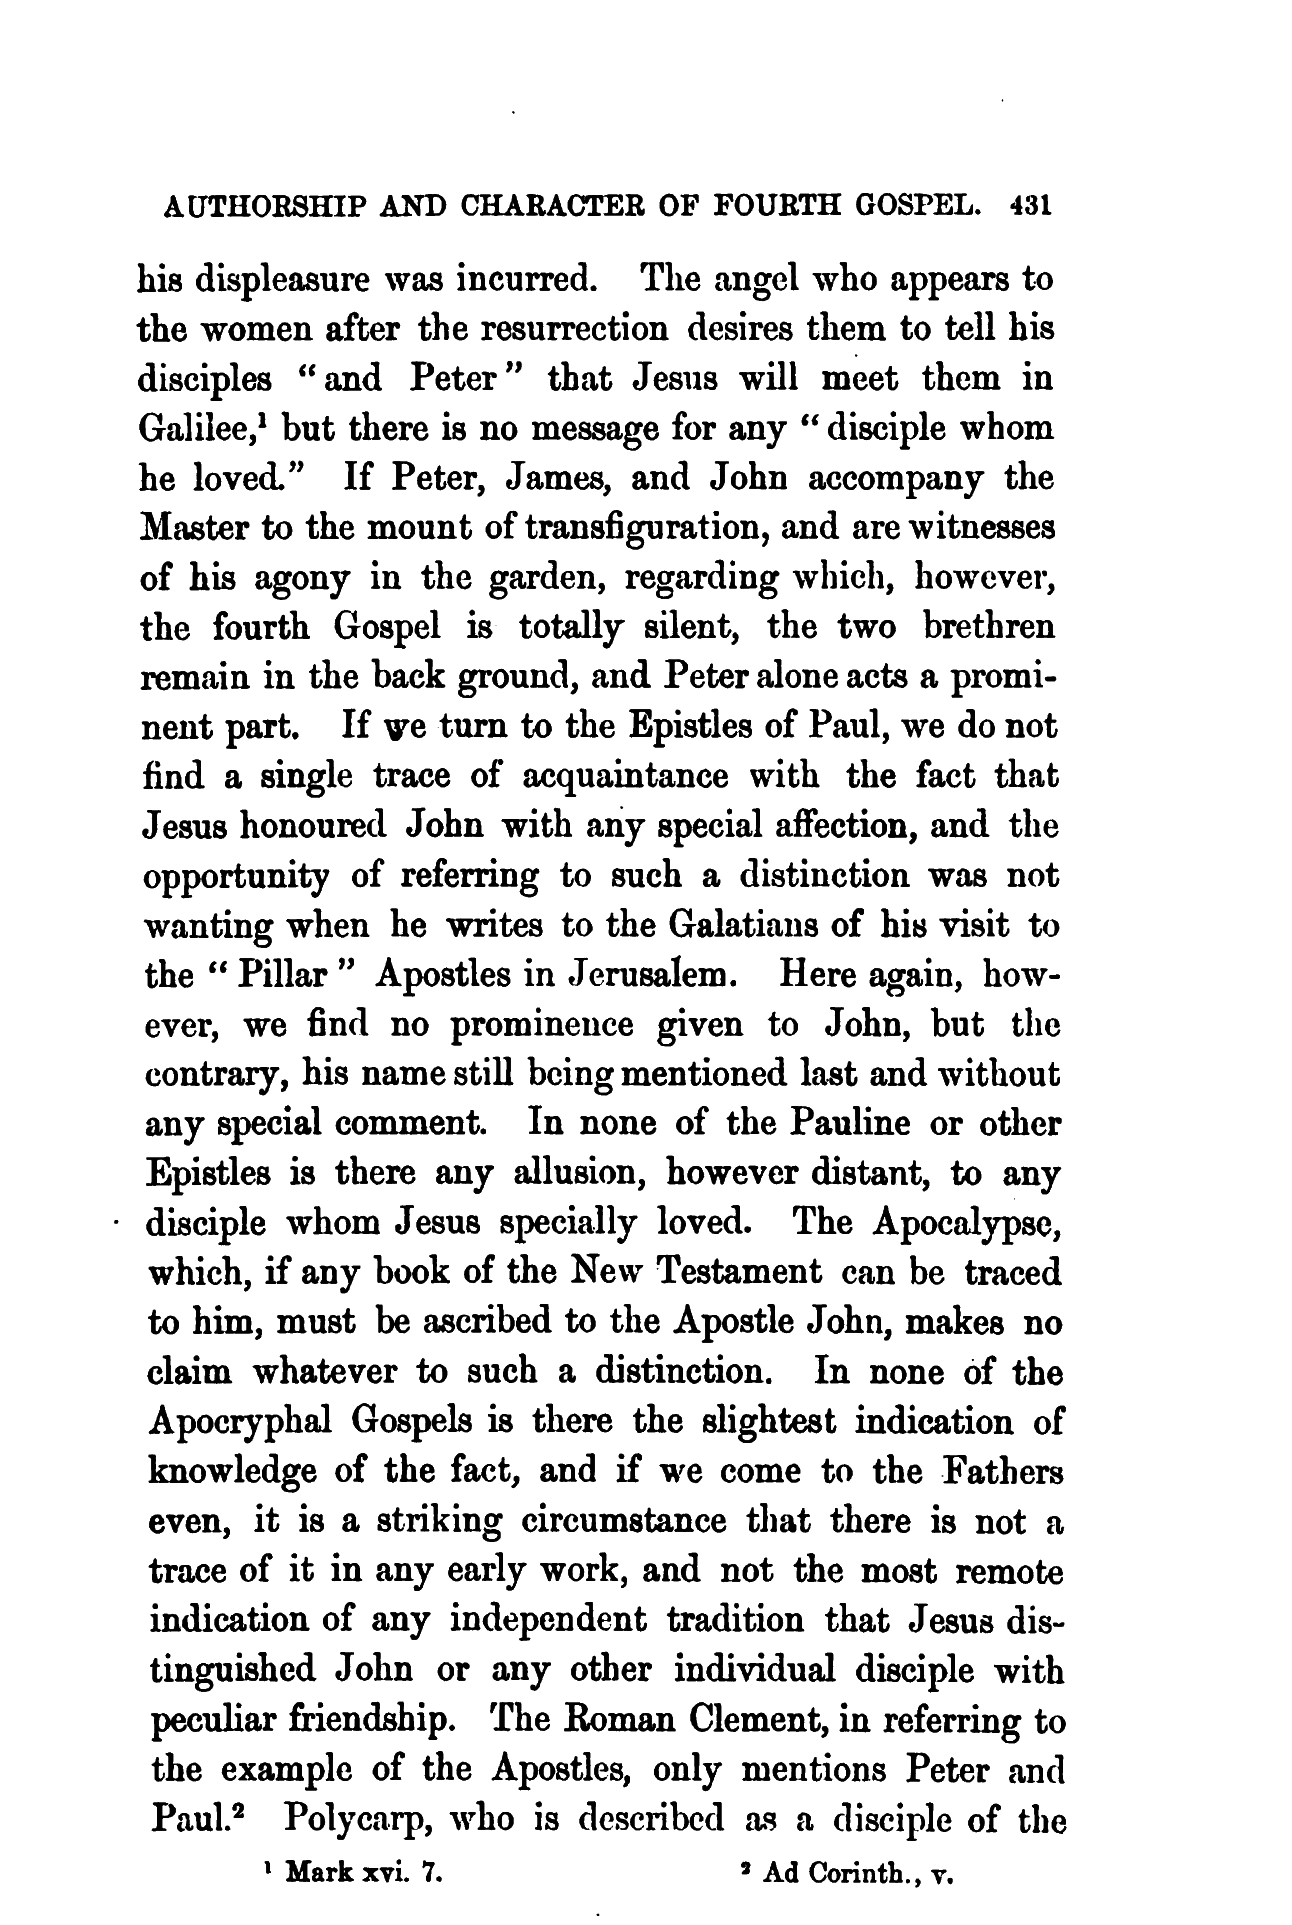 AUTHORSHIP AND CHARACTER OF FOURTH GOSPEL. 431
his displeasure was incurred. The angel who appears to
the women after the resurrection desires them to tell his
disciples “and Peter” that Jesus will meet them in
Galilee,¹ but there is no message for any “disciple whom
he loved.” If Peter, James, and John accompany the
Master to the mount of transfiguration, and are witnesses
of his agony in the garden, regarding which, however,
the fourth Gospel is totally silent, the two brethren
remain in the back ground, and Peter alone acts a promi-
nent part. If we turn to the Epistles of Paul, we do not
find a single trace of acquaintance with the fact that
Jesus honoured John with any special affection, and the
opportunity of referring to such a distinction was not
wanting when he writes to the Galatians of his visit to
the “Pillar” Apostles in Jerusalem. Here again, how-
ever, we find no prominence given to John, but the
contrary, his name still being mentioned last and without
any special comment. In none of the Pauline or other
Epistles is there any allusion, however distant, to any
disciple whom Jesus specially loved. The Apocalypse,
which, if any book of the New Testament can be traced
to him, must be ascribed to the Apostle John, makes no
claim whatever to such a distinction. In none of the
Apocryphal Gospels is there the slightest indication of
knowledge of the fact, and if we come to the Fathers
even, it is a striking circumstance that there is not a
trace of it in any early work, and not the most remote
indication of any independent tradition that Jesus dis-
tinguished John or any other individual disciple with
peculiar friendship. The Roman Clement, in referring to
the example of the Apostles, only mentions Peter and
Paul.² Polycarp, who is described as a disciple of the
¹ Mark xvi. 7. ² Ad Corinth., v.